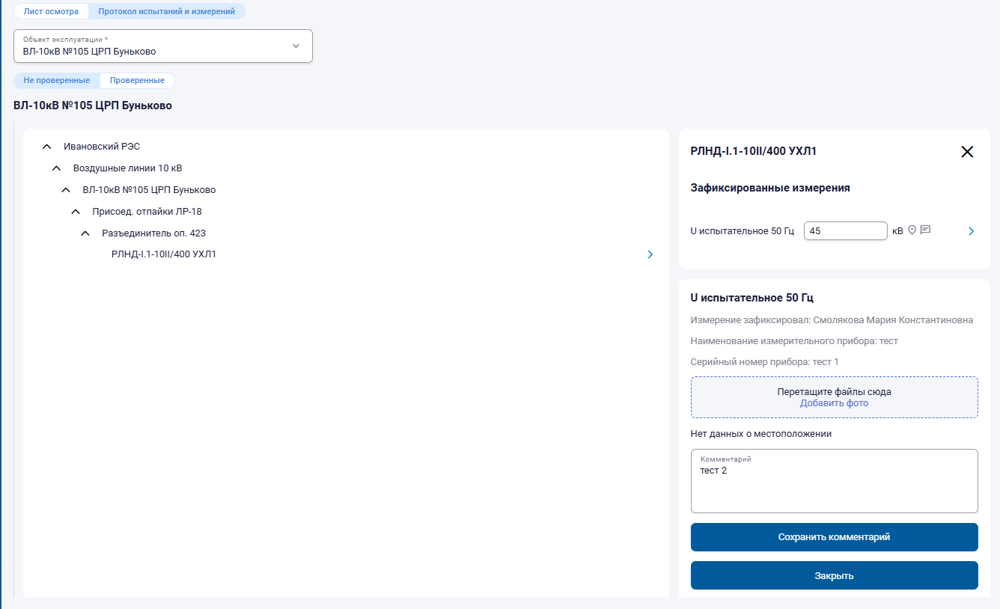 Лист осмотра
Протокол испытаний и измерений
Объект эксплуатации *
ВЛ-10кВ №105 ЦРП Буньково
Не проверенные
Проверенные
ВЛ-10кВ №105 ЦРП Буньково
Ивановский РЭС
Воздушные линии 10 кВ
ВЛ-10кВ №105 ЦРП Буньково
Присоед. отпайки ЛР-18
Разъединитель оп. 423
РЛНД-I.1-10II/400 УХЛ1
РЛНД-I.1-10II/400 УХЛ1
Зафиксированные измерения
U испытательное 50 Гц 45 кВ
U испытательное 50 Гц
Измерение зафиксировал: Смолякова Мария Константиновна
Наименование измерительного прибора: тест
Серийный номер прибора: тест 1
Перетащите файлы сюда
Добавить фото
Нет данных о местоположении
Комментарий
тест 2
Сохранить комментарий
Закрыть